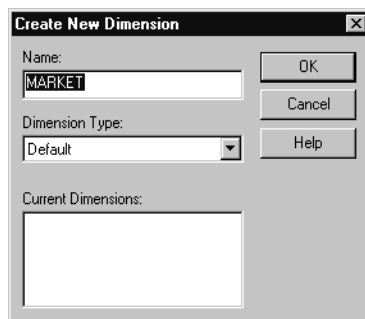 Create New Dimension
Name:
MARKET
OK
Cancel
Dimension Type:
Default
Help
Current Dimensions: